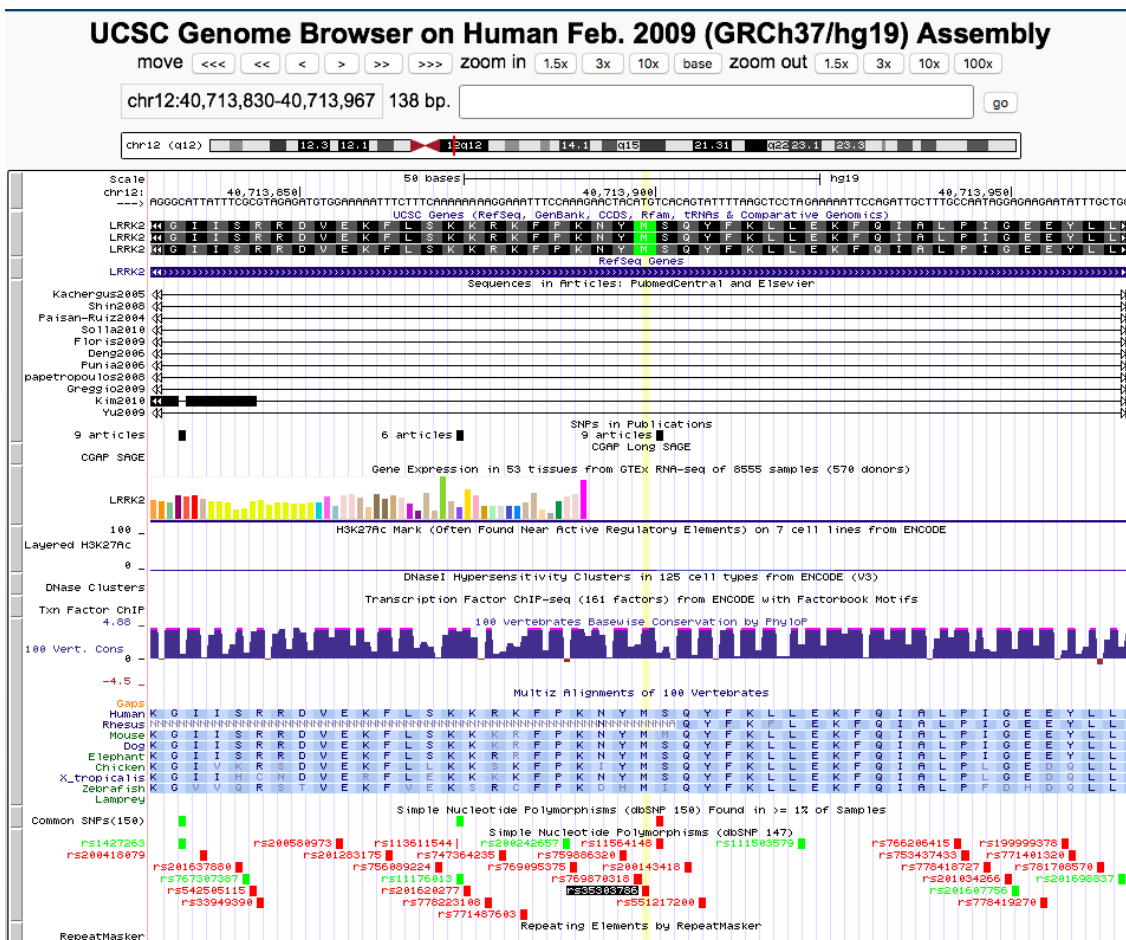 UCSC Genome Browser on Human Feb. 2009 (GRCh37/hg19) Assembly
move <<< << < > >> >>> zoom in 1.5x 3x 10x base zoom out 1.5x 3x 10x 100x
chr12:40,713,830-40,713,967 138 bp. go
chr12 (q12) 12.3 12.1 12q12 14.1 q15 21.31 q22 23.1 23.3
Scale 50 bases hg19
chr12: 40,713,850 40,713,900 40,713,950
--->
UCSC Genes (RefSeq, GenBank, CCDS, Rfam, tRNAs & Comparative Genomics)
LRRK2 K G I I S R R D V E K F L S K K R K F P K N Y M S Q Y F K L L E K F Q I A L P I G E E Y L L
LRRK2 K G I I S R R D V E K F L S K K R K F P K N Y M S Q Y F K L L E K F Q I A L P I G E E Y L L
LRRK2 K G I I S R R D V E K F L S K K R K F P K N Y M S Q Y F K L L E K F Q I A L P I G E E Y L L
RefSeq Genes
LRRK2
Sequences in Articles: PubmedCentral and Elsevier
Kachergus2005
Shin2008
Paisan-Ruiz2004
Solla2010
Floris2009
Deng2006
Punia2006
papetropoulos2008
Greggio2009
Kim2010
Yu2009
SNPs in Publications
9 articles 6 articles 9 articles
CGAP Long SAGE
CGAP SAGE
Gene Expression in 53 tissues from GTEx RNA-seq of 8555 samples (570 donors)
LRRK2
H3K27Ac Mark (Often Found Near Active Regulatory Elements) on 7 cell lines from ENCODE
100 _
Layered H3K27Ac
0 _
DNaseI Hypersensitivity Clusters in 125 cell types from ENCODE (V3)
DNase Clusters
Transcription Factor ChIP-seq (161 factors) from ENCODE with Factorbook Motifs
Txn Factor ChIP
4.88 _ 100 vertebrates Basewise Conservation by PhyloP
100 Vert. Cons
0 _
-4.5 _
Multiz Alignments of 100 Vertebrates
Gaps
Human K G I I S R R D V E K F L S K K R K F P K N Y M S Q Y F K L L E K F Q I A L P I G E E Y L L
Rhesus
Mouse K G I I S R R D V E K F L S K K K R F P K N Y M M Q Y F K L L E K F Q I A L P I G E E Y L L
Dog K G I I S R R D V E K F L S K K K R F P K N Y M S Q Y F K L L E K F Q I A L P I G E E Y L L
Elephant K G I I S R R D V E K F L S K K R R F P K N Y M S Q Y F K L L E K F Q I A L P I G E E Y L L
Chicken K G I V K R S D V E K F L L K S K K F P K I Y M S Q Y F K L L E K F Q I A L P L G E D Q L L
X_tropicalis K G I I H C N D V E R F L E K K R K F P K N Y M S Q Y F K L L E K F Q I A L P L G E D Q L L
Zebrafish K G V V Q R S T V E K F V E K S R C F P K D H M I Q Y F K L L E K F Q I A L P F D H D Q L L
Lamprey
Simple Nucleotide Polymorphisms (dbSNP 150) Found in >= 1% of Samples
Common SNPs(150)
Simple Nucleotide Polymorphisms (dbSNP 147)
rs1427263 rs200580973 rs113611544 rs200242657 rs11564148 rs111503579 rs766206415 rs199999378
rs200418079 rs201283175 rs747364235 rs759886320 rs753437433 rs771401320
rs201637880 rs756089224 rs769095375 rs200143418 rs778418727 rs781708570
rs767307387 rs11176013 rs769870318 rs201034266 rs201698837
rs542505115 rs201620277 rs35303786 rs201607756
rs33949390 rs778223108 rs551217200 rs778419270
rs771487603
Repeating Elements by RepeatMasker
RepeatMasker